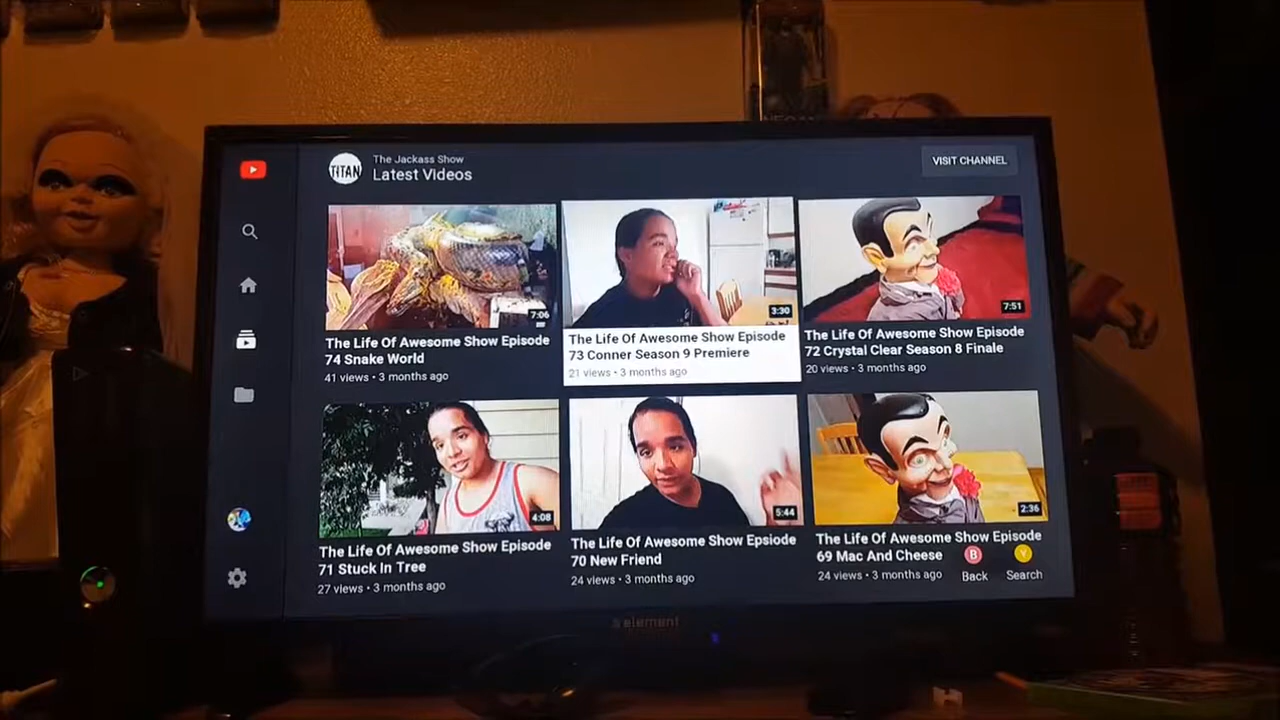 The Jackass Show
TITAN
Latest Videos
VISIT CHANNEL
7:06
3:30
7:51
The Life Of Awesome Show Episode
74 Snake World
41 views • 3 months ago
The Life Of Awesome Show Episode
73 Conner Season 9 Premiere
21 views • 3 months ago
The Life Of Awesome Show Episode
72 Crystal Clear Season 8 Finale
20 views • 3 months ago
4:08
5:44
2:36
The Life Of Awesome Show Episode
71 Stuck In Tree
27 views • 3 months ago
The Life Of Awesome Show Epsiode
70 New Friend
24 views • 3 months ago
The Life Of Awesome Show Episode
69 Mac And Cheese
24 views • 3 months ago
B
Back
Y
Search
element